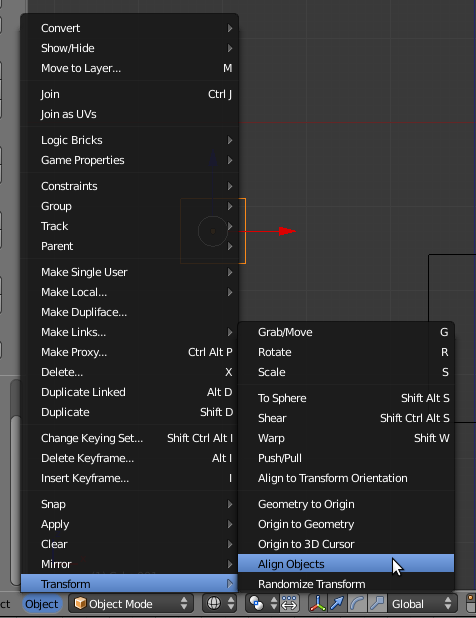 Convert
Show/Hide
Move to Layer... M
Join Ctrl J
Join as UVs
Logic Bricks
Game Properties
Constraints
Group
Track
Parent
Make Single User
Make Local...
Make Dupliface...
Make Links...
Make Proxy... Ctrl Alt P
Delete... X
Duplicate Linked Alt D
Duplicate Shift D
Change Keying Set... Shift Ctrl Alt I
Delete Keyframe... Alt I
Insert Keyframe... I
Snap
Apply
Clear
Mirror
Transform
Grab/Move G
Rotate R
Scale S
To Sphere Shift Alt S
Shear Shift Ctrl Alt S
Warp Shift W
Push/Pull
Align to Transform Orientation
Geometry to Origin
Origin to Geometry
Origin to 3D Cursor
Align Objects
Randomize Transform
ct Object Object Mode Global